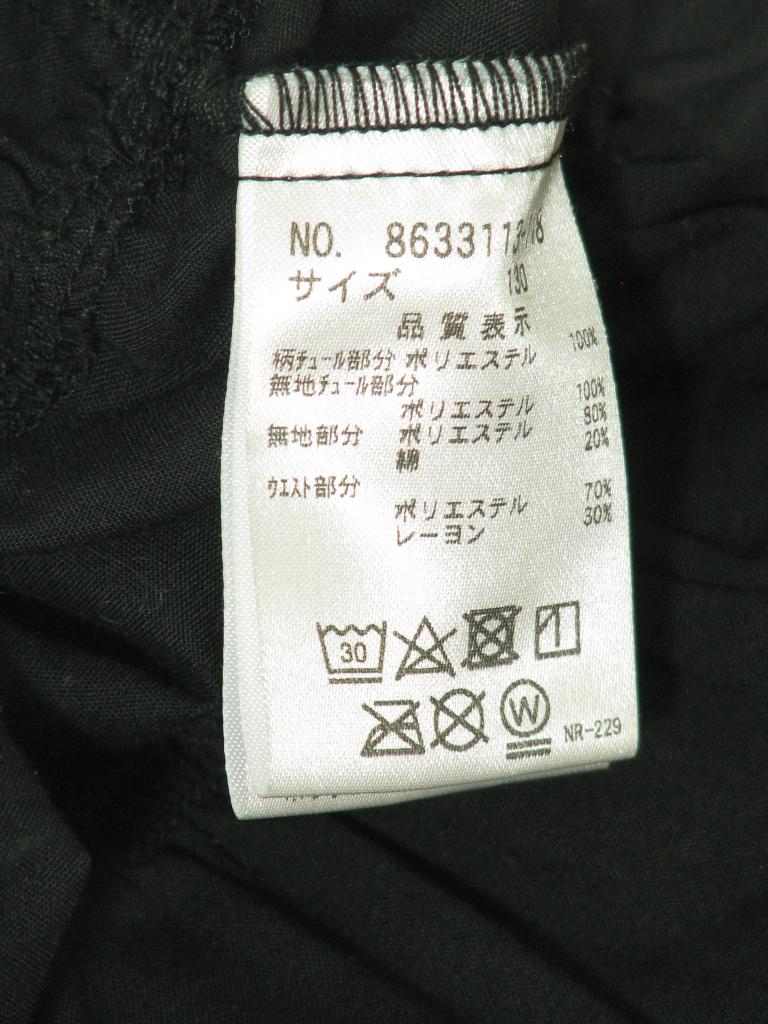 NO. 8633113-118
サイズ 130
品質表示
柄チュール部分 ポリエステル 100%
無地チュール部分
ポリエステル 100%
無地部分 ポリエステル 80%
綿 20%
ウエスト部分
ポリエステル 70%
レーヨン 30%
30
W
NR-229